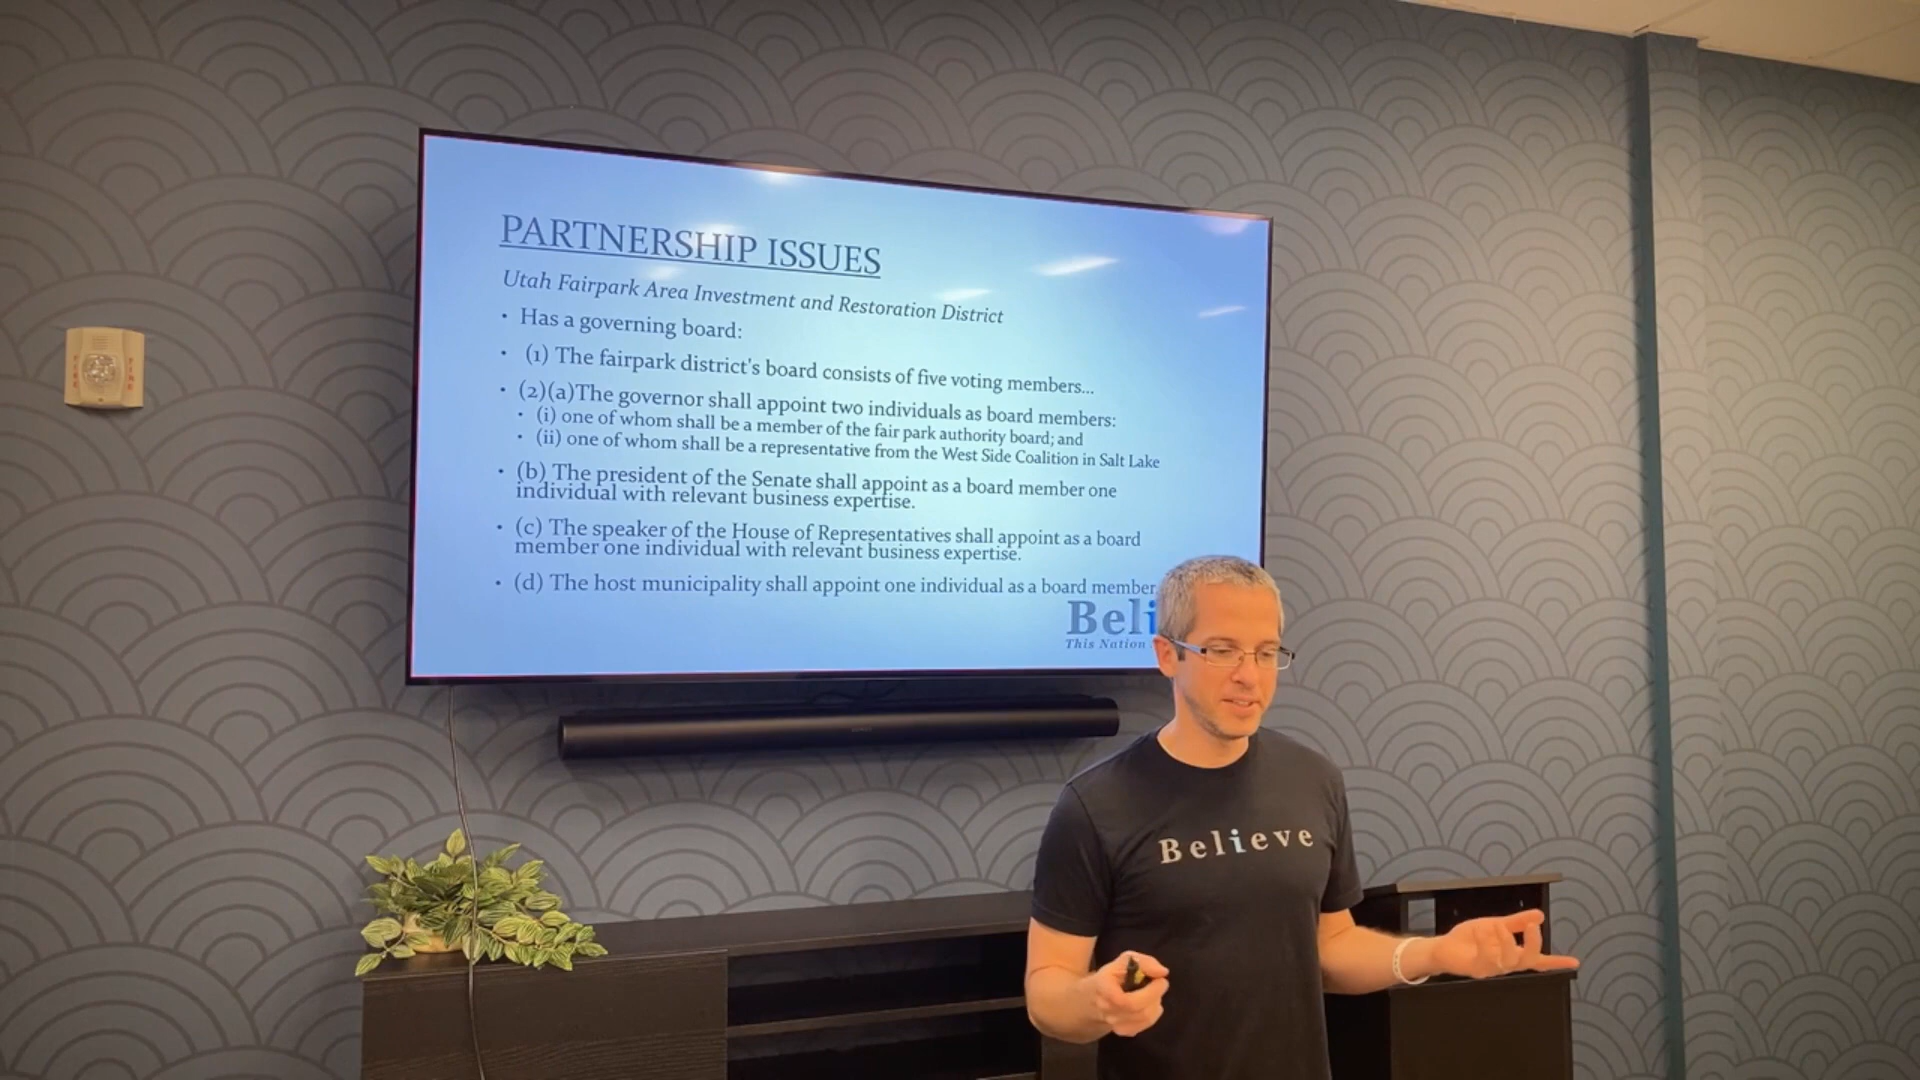 PARTNERSHIP ISSUES
Utah Fairpark Area Investment and Restoration District
• Has a governing board:
• (1) The fairpark district's board consists of five voting members...
• (2)(a)The governor shall appoint two individuals as board members:
• (i) one of whom shall be a member of the fair park authority board; and
• (ii) one of whom shall be a representative from the West Side Coalition in Salt Lake
• (b) The president of the Senate shall appoint as a board member one
individual with relevant business expertise.
• (c) The speaker of the House of Representatives shall appoint as a board
member one individual with relevant business expertise.
• (d) The host municipality shall appoint one individual as a board member
Beli
This Nation
Believe
FIRE
FIRE